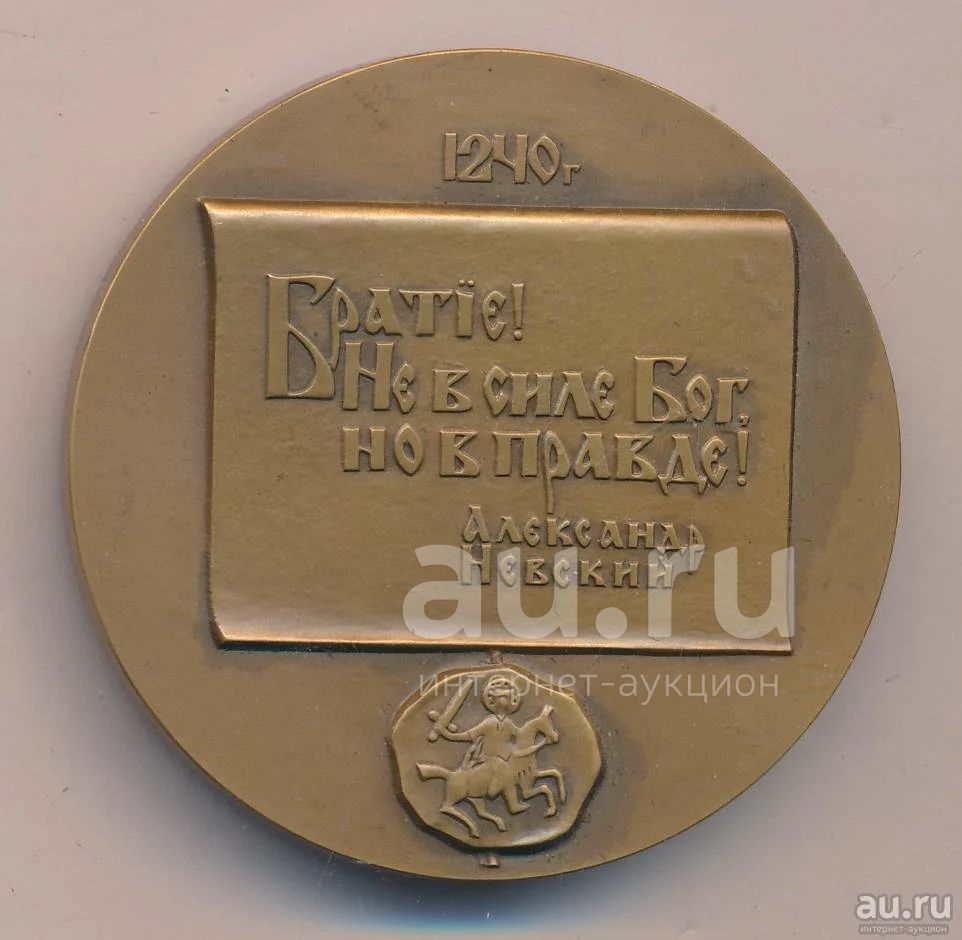 1240г
Братїе!
Не в силе Бог,
но в правде!
Александр
Невский
au.ru
интернет-аукцион
au.ru
интернет-аукцион